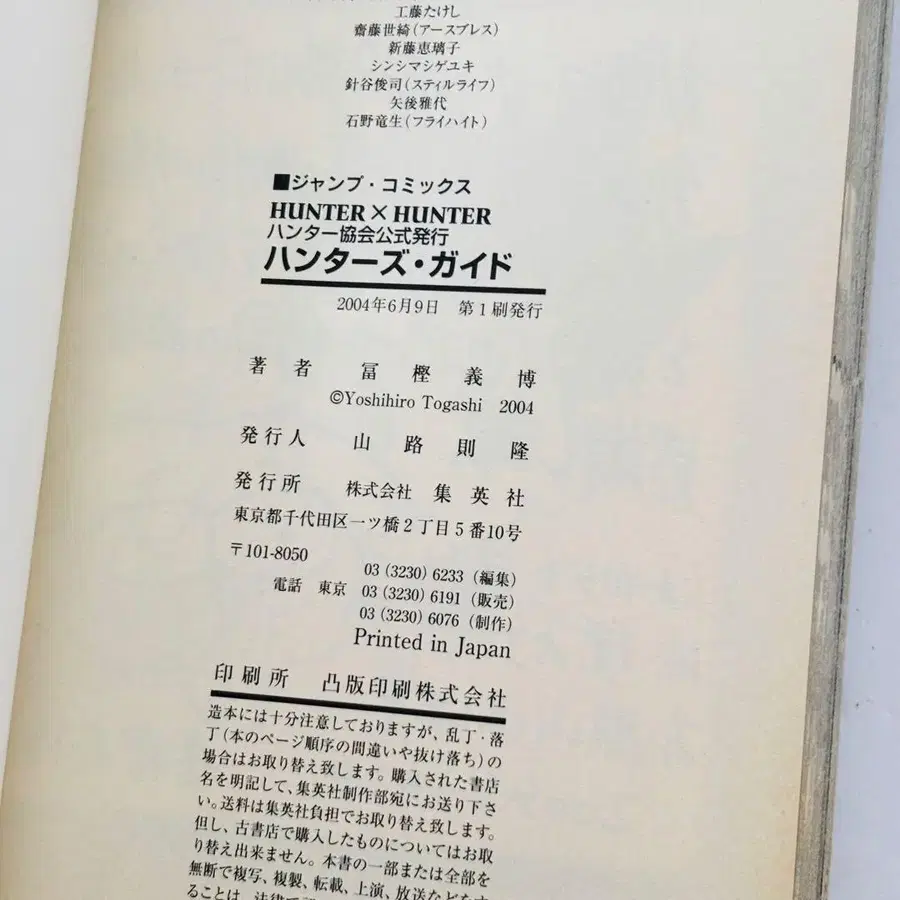 工藤たけし
齋藤世綺(アースブレス)
新藤恵璃子
シンシマシゲユキ
針谷俊司(スティルライフ)
矢後雅代
石野竜生(フライハイト)
■ジャンプ・コミックス
HUNTER×HUNTER
ハンター協会公式発行
ハンターズ・ガイド
2004年6月9日 第1刷発行
著者 冨樫義博
©Yoshihiro Togashi 2004
発行人 山路則隆
発行所 株式会社 集英社
東京都千代田区一ツ橋2丁目5番10号
〒101-8050
03(3230)6233(編集)
電話 東京 03(3230)6191(販売)
03(3230)6076(制作)
Printed in Japan
印刷所 凸版印刷株式会社
造本には十分注意しておりますが、乱丁・落
丁(本のページ順序の間違いや抜け落ち)の
場合はお取り替え致します。購入された書店
名を明記して、集英社制作部宛にお送り下さ
い。送料は集英社負担でお取り替え致します。
但し、古書店で購入したものについてはお取
り替え出来ません。本書の一部または全部を
無断で複写、複製、転載、上演、放送などをす
ることは、法律で